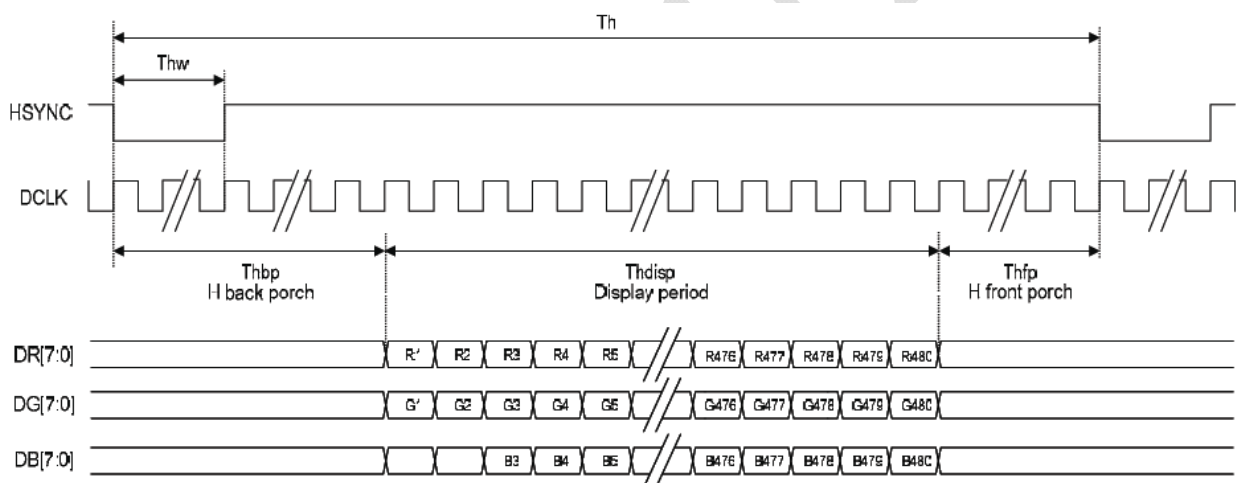 Th
Thw
HSYNC
DCLK
Thbp
H back porch
Thdisp
Display period
Thfp
H front porch
DR[7:0] R1 R2 R3 R4 R5 R476 R477 R478 R479 R480
DG[7:0] G1 G2 G3 G4 G5 G476 G477 G478 G479 G480
DB[7:0] B3 B4 B5 B476 B477 B478 B479 B480